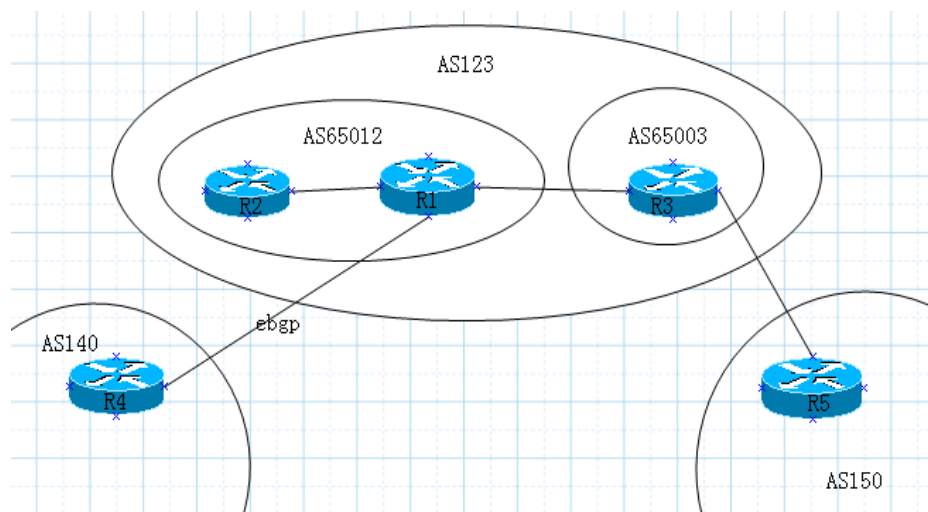 AS123
AS65012
AS65003
R2
R1
R3
ebgp
AS140
R4
R5
AS150